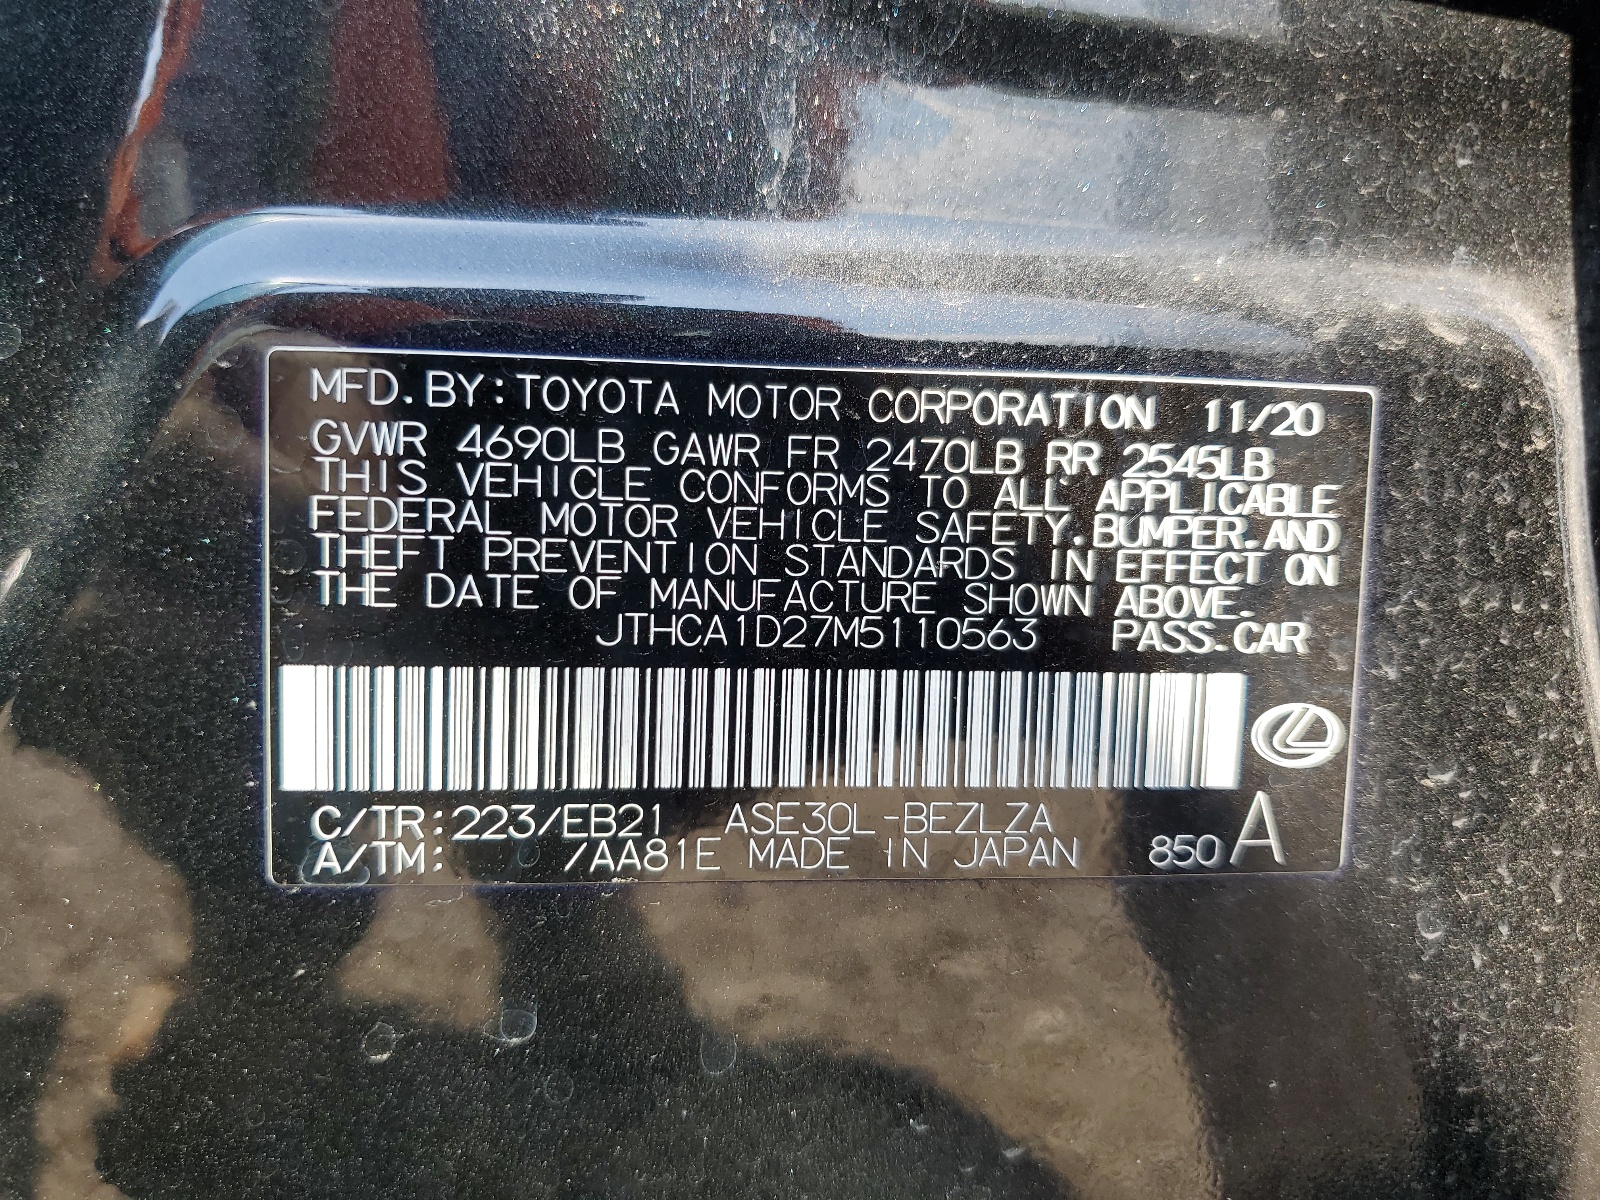 MFD. BY: TOYOTA MOTOR CORPORATION 11/20
GVWR 4690LB GAWR FR 2470LB RR 2545LB
THIS VEHICLE CONFORMS TO ALL APPLICABLE
FEDERAL MOTOR VEHICLE SAFETY, BUMPER, AND
THEFT PREVENTION STANDARDS IN EFFECT ON
THE DATE OF MANUFACTURE SHOWN ABOVE.
JTHCA1D27M5110563 PASS. CAR
C/TR: 223/EB21 ASE30L-BEZLZA
A/TM: /AA81E MADE IN JAPAN 850 A